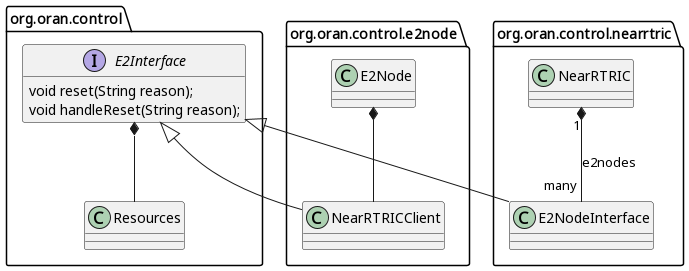 org.oran.control
I E2Interface
void reset(String reason);
void handleReset(String reason);
C Resources
org.oran.control.e2node
C E2Node
C NearRTRICClient
org.oran.control.nearrtric
C NearRTRIC
1
e2nodes
many
C E2NodeInterface